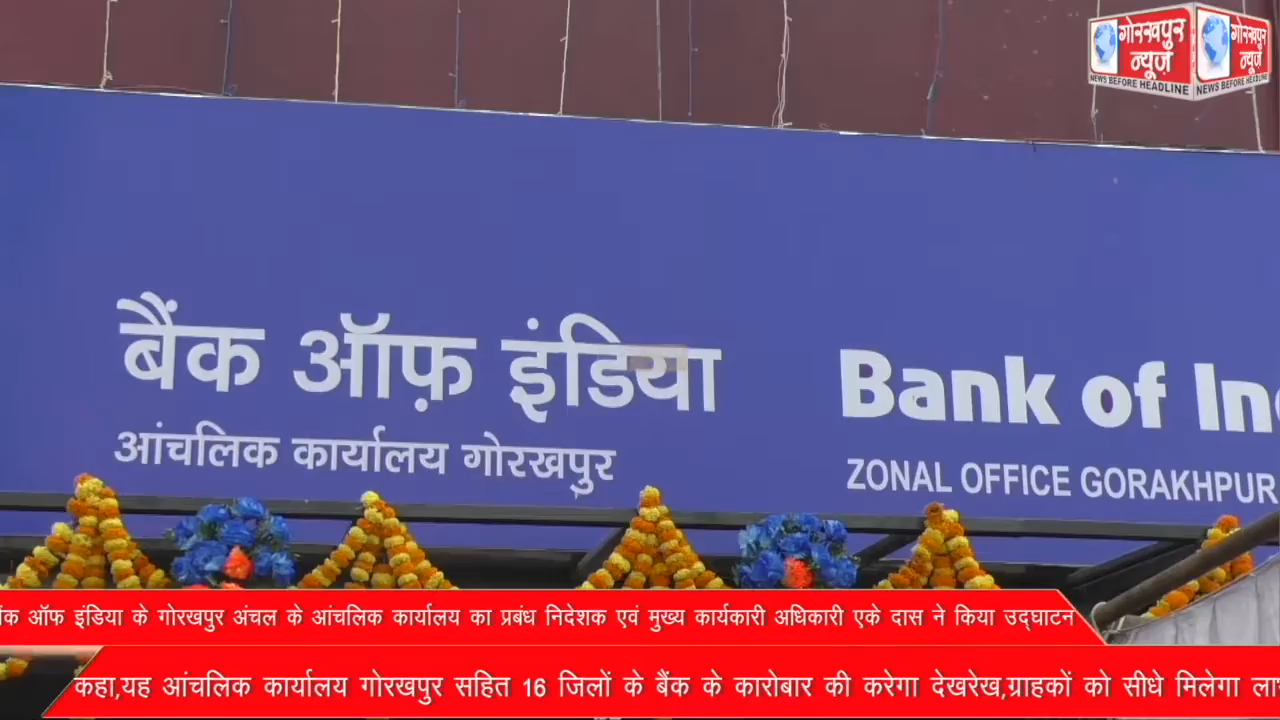 गोरखपुर
न्यूज़
NEWS BEFORE HEADLINE
गोरखपुर
न्यूज़
NEWS BEFORE HEADLINE
बैंक ऑफ़ इंडिया
आंचलिक कार्यालय गोरखपुर
Bank of
ZONAL OFFICE GORAKHPUR
ऑफ इंडिया के गोरखपुर अंचल के आंचलिक कार्यालय का प्रबंध निदेशक एवं मुख्य कार्यकारी अधिकारी एके दास ने किया उद्घाटन
कहा,यह आंचलिक कार्यालय गोरखपुर सहित 16 जिलों के बैंक के कारोबार की करेगा देखरेख,ग्राहकों को सीधे मिलेगा